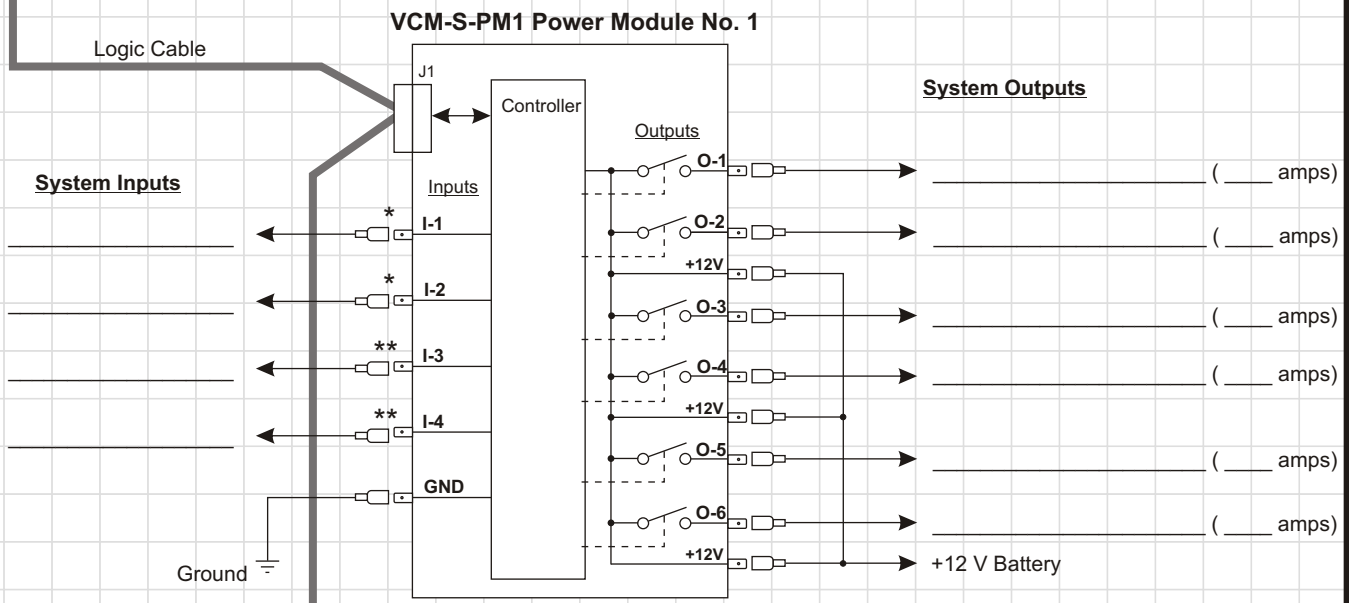 VCM-S-PM1 Power Module No. 1
Logic Cable
J1
Controller
System Outputs
Outputs
System Inputs
Inputs
O-1
( ____ amps)
* I-1
O-2
( ____ amps)
+12V
* I-2
O-3
( ____ amps)
** I-3
O-4
( ____ amps)
+12V
** I-4
O-5
( ____ amps)
GND
O-6
( ____ amps)
+12V
+12 V Battery
Ground